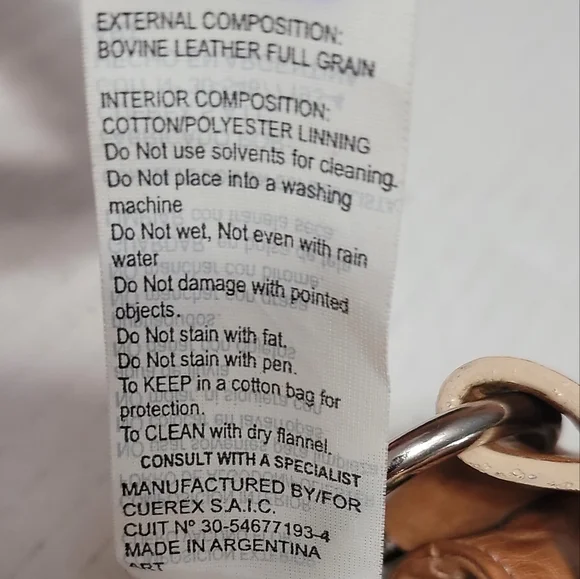 EXTERNAL COMPOSITION:
BOVINE LEATHER FULL GRAIN
INTERIOR COMPOSITION:
COTTON/POLYESTER LINNING
Do Not use solvents for cleaning.
Do Not place into a washing
machine
Do Not wet, Not even with rain
water
Do Not damage with pointed
objects.
Do Not stain with fat.
Do Not stain with pen.
To KEEP in a cotton bag for
protection.
To CLEAN with dry flannel.
CONSULT WITH A SPECIALIST
MANUFACTURED BY/FOR
CUEREX S.A.I.C.
CUIT Nº 30-54677193-4
MADE IN ARGENTINA
ART